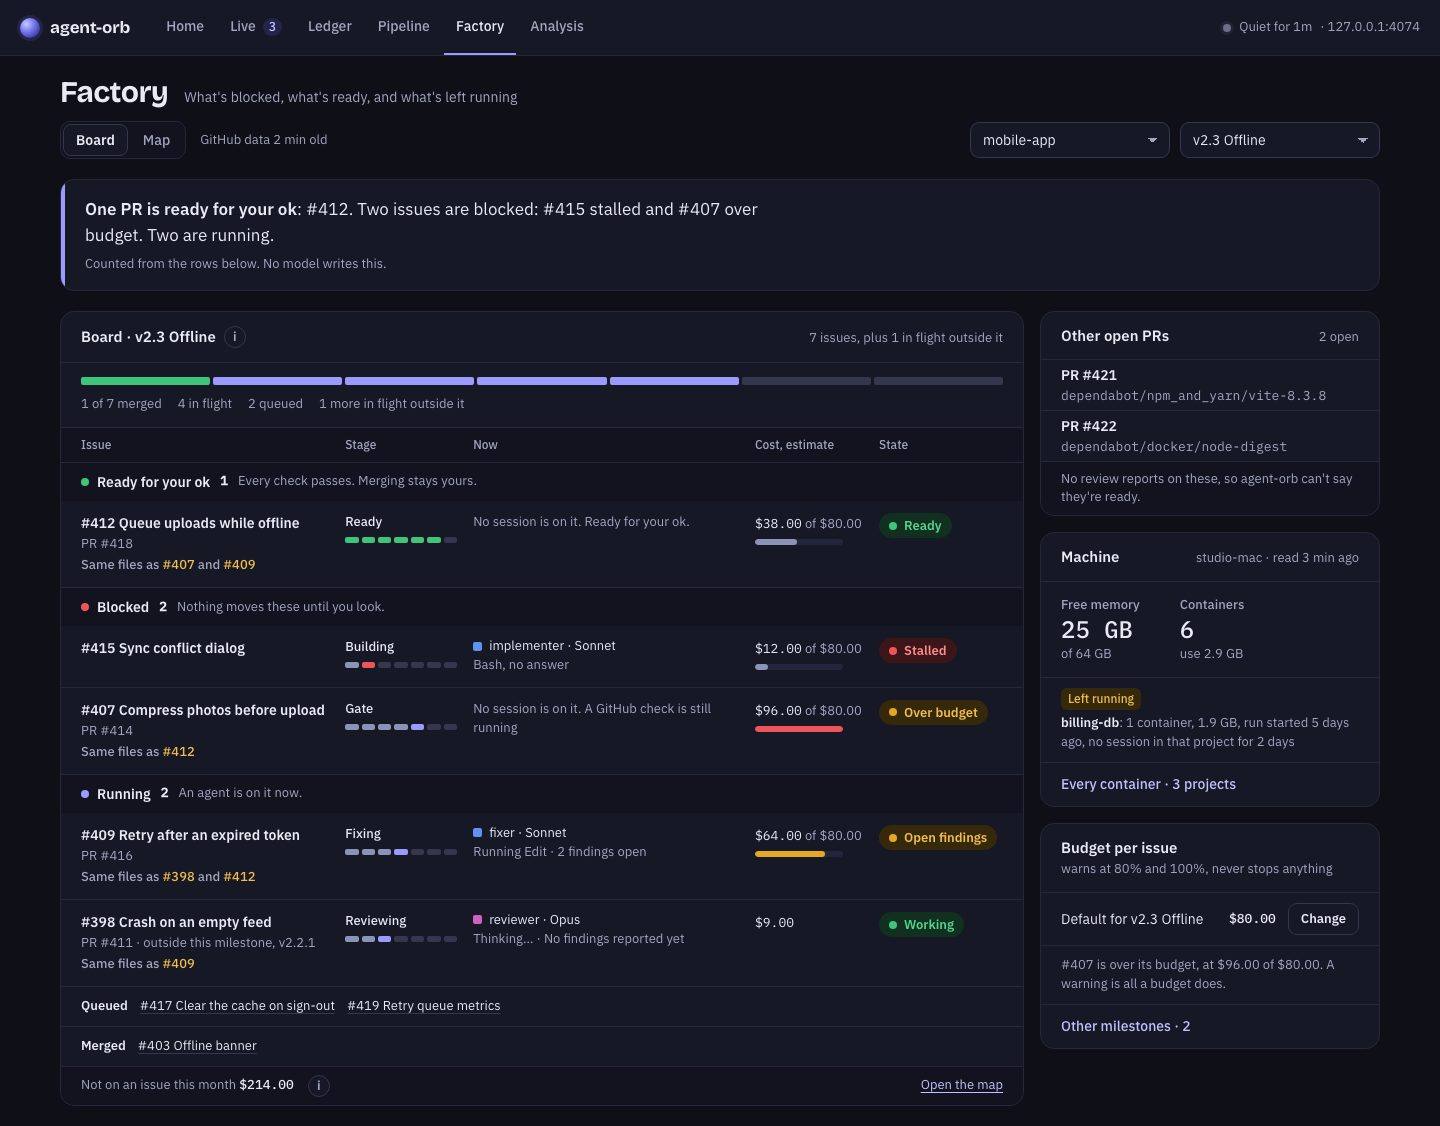 agent-orb Home Live 3 Ledger Pipeline Factory Analysis Quiet for 1m · 127.0.0.1:4074
Factory What's blocked, what's ready, and what's left running
Board Map GitHub data 2 min old mobile-app v2.3 Offline
One PR is ready for your ok: #412. Two issues are blocked: #415 stalled and #407 over
budget. Two are running.
Counted from the rows below. No model writes this.
Board · v2.3 Offline i 7 issues, plus 1 in flight outside it
1 of 7 merged 4 in flight 2 queued 1 more in flight outside it
Issue Stage Now Cost, estimate State
Ready for your ok 1 Every check passes. Merging stays yours.
#412 Queue uploads while offline Ready No session is on it. Ready for your ok. $38.00 of $80.00 Ready
PR #418
Same files as #407 and #409
Blocked 2 Nothing moves these until you look.
#415 Sync conflict dialog Building implementer · Sonnet $12.00 of $80.00 Stalled
Bash, no answer
#407 Compress photos before upload Gate No session is on it. A GitHub check is still $96.00 of $80.00 Over budget
PR #414 running
Same files as #412
Running 2 An agent is on it now.
#409 Retry after an expired token Fixing fixer · Sonnet $64.00 of $80.00 Open findings
PR #416 Running Edit · 2 findings open
Same files as #398 and #412
#398 Crash on an empty feed Reviewing reviewer · Opus $9.00 Working
PR #411 · outside this milestone, v2.2.1 Thinking... · No findings reported yet
Same files as #409
Queued #417 Clear the cache on sign-out #419 Retry queue metrics
Merged #403 Offline banner
Not on an issue this month $214.00 i Open the map
Other open PRs 2 open
PR #421
dependabot/npm_and_yarn/vite-8.3.8
PR #422
dependabot/docker/node-digest
No review reports on these, so agent-orb can't say
they're ready.
Machine studio-mac · read 3 min ago
Free memory Containers
25 GB 6
of 64 GB use 2.9 GB
Left running
billing-db: 1 container, 1.9 GB, run started 5 days
ago, no session in that project for 2 days
Every container · 3 projects
Budget per issue
warns at 80% and 100%, never stops anything
Default for v2.3 Offline $80.00 Change
#407 is over its budget, at $96.00 of $80.00. A
warning is all a budget does.
Other milestones · 2